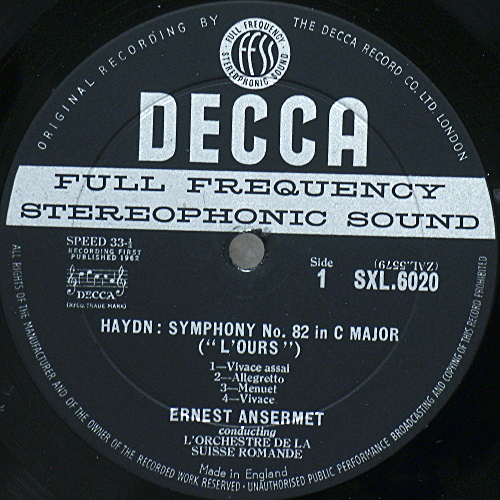 ORIGINAL RECORDING BY
THE DECCA RECORD CO. LTD. LONDON
FULL FREQUENCY
ffss
STEREOPHONIC SOUND
DECCA
FULL FREQUENCY
STEREOPHONIC SOUND
SPEED 33⅓
RECORDING FIRST
PUBLISHED 1962
DECCA
(REGD. TRADE MARK)
Side
1
(ZAL.5579)
SXL.6020
HAYDN: SYMPHONY No. 82 in C MAJOR
("L'OURS")
1—Vivace assai
2—Allegretto
3—Menuet
4—Vivace
ERNEST ANSERMET
conducting
L'ORCHESTRE DE LA
SUISSE ROMANDE
Made in England
ALL RIGHTS OF THE MANUFACTURER AND OF THE OWNER OF THE RECORDED WORK RESERVED · UNAUTHORISED PUBLIC PERFORMANCE BROADCASTING AND COPYING OF THIS RECORD PROHIBITED